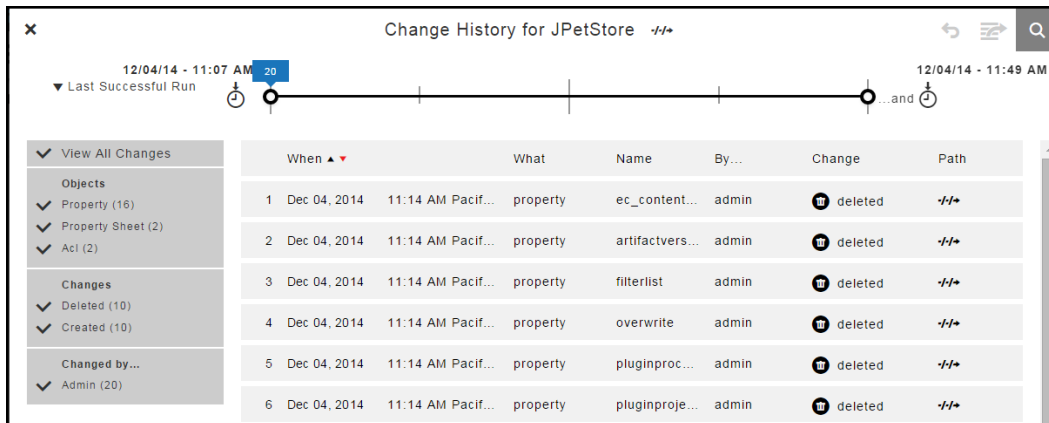 Change History for JPetStore
12/04/14 - 11:07 AM 20 12/04/14 - 11:49 AM
Last Successful Run ...and
View All Changes
Objects
Property (16)
Property Sheet (2)
Acl (2)
Changes
Deleted (10)
Created (10)
Changed by...
Admin (20)
When What Name By... Change Path
1 Dec 04, 2014 11:14 AM Pacif... property ec_content... admin deleted
2 Dec 04, 2014 11:14 AM Pacif... property artifactvers... admin deleted
3 Dec 04, 2014 11:14 AM Pacif... property filterlist admin deleted
4 Dec 04, 2014 11:14 AM Pacif... property overwrite admin deleted
5 Dec 04, 2014 11:14 AM Pacif... property pluginproc... admin deleted
6 Dec 04, 2014 11:14 AM Pacif... property pluginproje... admin deleted